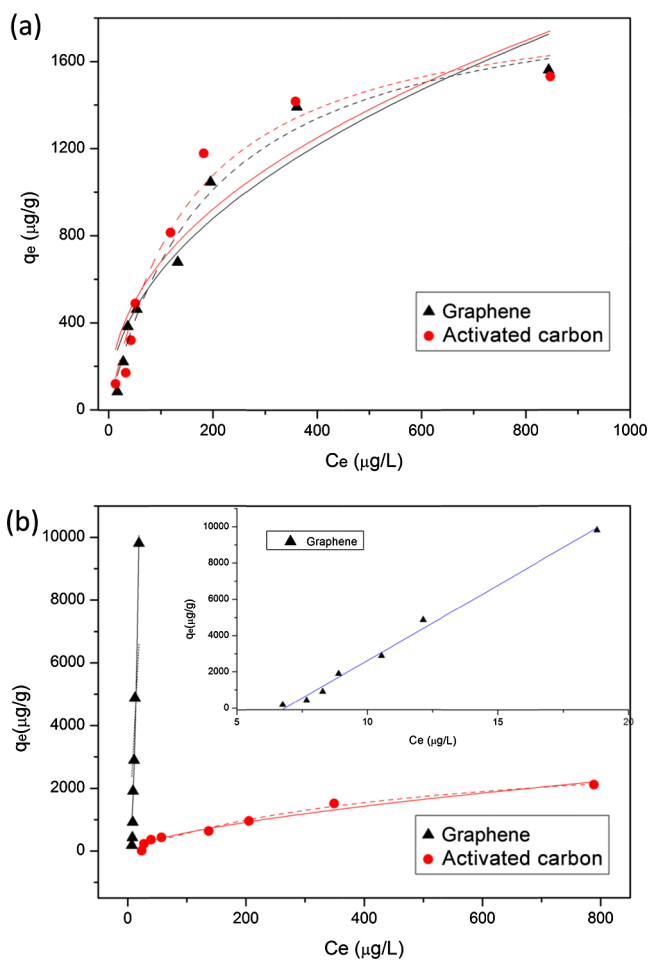 (a)
1600
1200
800
400
0
qe (μg/g)
Graphene
Activated carbon
0 200 400 600 800 1000
Ce (μg/L)
(b)
10000
8000
6000
4000
2000
0
qe(μg/g)
10000
8000
6000
4000
2000
0
qe(μg/g)
Graphene
5 10 15 20
Ce (μg/L)
Graphene
Activated carbon
0 200 400 600 800
Ce (μg/L)